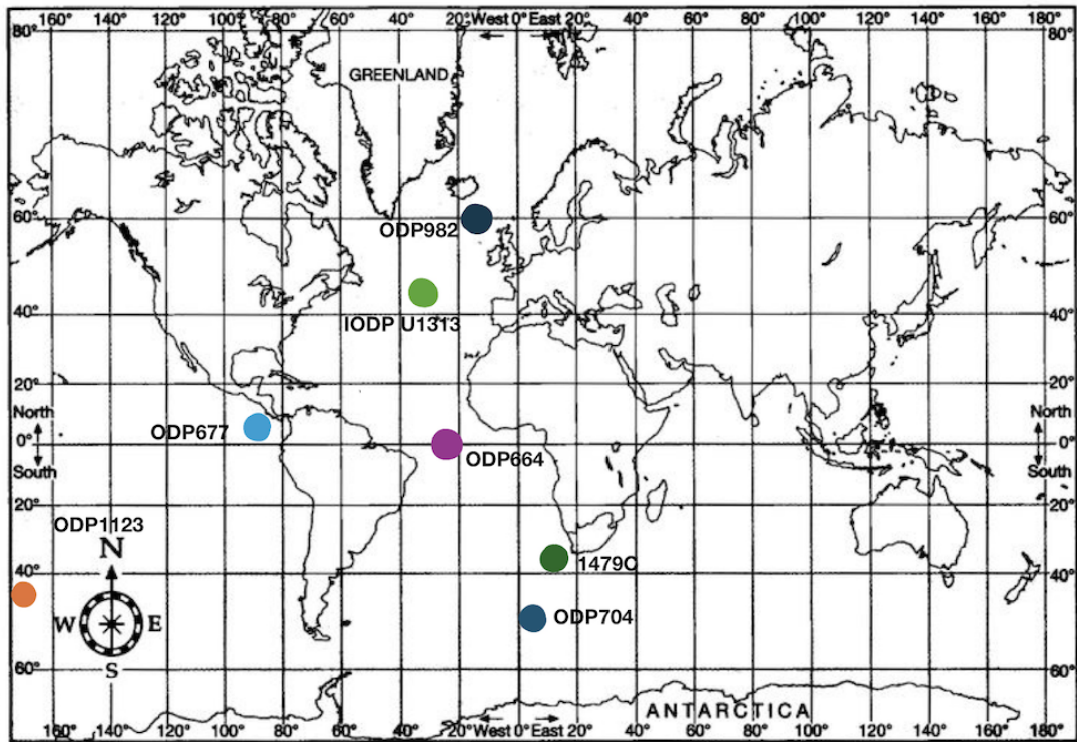 160° 140° 120° 100° 80° 60° 40° 20° West 0° East 20° 40° 60° 80° 100° 120° 140° 160° 180°
80° 80°
GREENLAND
60° 60°
ODP982
40° 40°
IODP U1313
20° 20°
North North
ODP677
0° 0°
ODP664
South South
20° 20°
ODP1123
N
1479C
40° 40°
ODP704
W E
S
60° 60°
ANTARCTICA
160° 140° 120° 100° 80° 60° 40° 20° West 0° East 20° 40° 60° 80° 100° 120° 140° 160° 180°